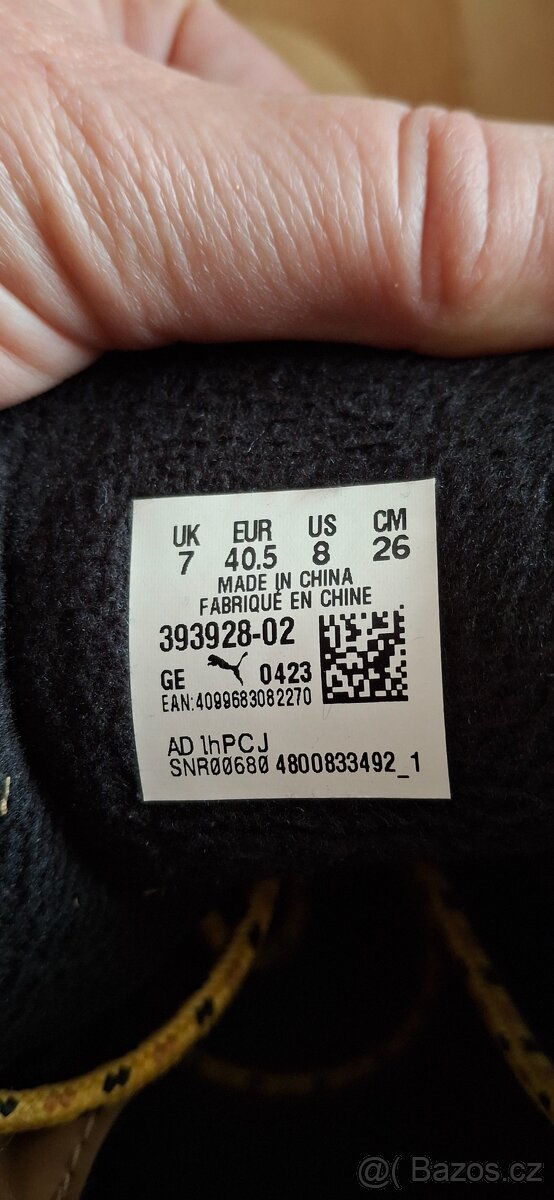 UK EUR US CM
7 40.5 8 26
MADE IN CHINA
FABRIQUÉ EN CHINE
393928-02
GE 0423
EAN:4099683082270
AD 1hPCJ
SNR00680 4800833492_1
@( Bazos.cz